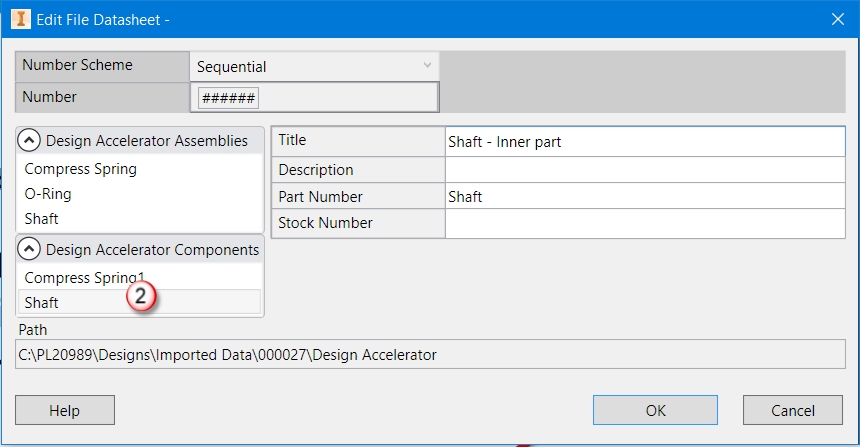 Edit File Datasheet -
Number Scheme Sequential
Number ######
Design Accelerator Assemblies
Compress Spring
O-Ring
Shaft
Design Accelerator Components
Compress Spring1
Shaft
2
Title Shaft - Inner part
Description
Part Number Shaft
Stock Number
Path
C:\PL20989\Designs\Imported Data\000027\Design Accelerator
Help OK Cancel